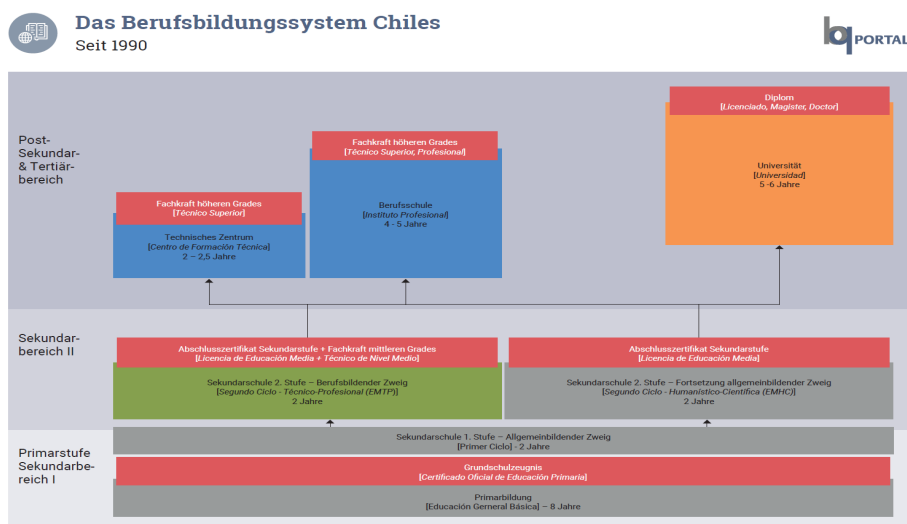 Das Berufsbildungssystem Chiles
Seit 1990
bq PORTAL
Post-
Sekundar-
& Tertiär-
bereich
Diplom
[Licenciado, Magister, Doctor]
Universität
[Universidad]
5 -6 Jahre
Fachkraft höheren Grades
[Técnico Superior, Profesional]
Berufsschule
[Instituto Profesional]
4 - 5 Jahre
Fachkraft höheren Grades
[Técnico Superior]
Technisches Zentrum
[Centro de Formación Técnica]
2 – 2,5 Jahre
Sekundar-
bereich II
Abschlusszertifikat Sekundarstufe + Fachkraft mittleren Grades
[Licencia de Educación Media + Técnico de Nivel Medio]
Sekundarschule 2. Stufe – Berufsbildender Zweig
[Segundo Ciclo - Técnico-Profesional (EMTP)]
2 Jahre
Abschlusszertifikat Sekundarstufe
[Licencia de Educación Media]
Sekundarschule 2. Stufe – Fortsetzung allgemeinbildender Zweig
[Segundo Ciclo - Humanístico-Científica (EMHC)]
2 Jahre
Primarstufe
Sekundarbe-
reich I
Sekundarschule 1. Stufe – Allgemeinbildender Zweig
[Primer Ciclo] - 2 Jahre
Grundschulzeugnis
[Certificado Oficial de Educación Primaria]
Primarbildung
[Educación Gerneral Básica] – 8 Jahre